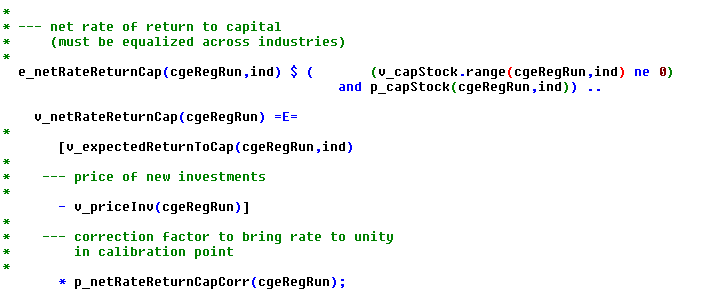 *
* --- net rate of return to capital
*     (must be equalized across industries)
*
  e_netRateReturnCap(cgeRegRun,ind) $ (       (v_capStock.range(cgeRegRun,ind) ne 0)
                                          and p_capStock(cgeRegRun,ind)) ..
    v_netRateReturnCap(cgeRegRun) =E=
*
       [v_expectedReturnToCap(cgeRegRun,ind)
*
*    --- price of new investments
*
       - v_priceInv(cgeRegRun)]
*
*    --- correction factor to bring rate to unity
*        in calibration point
*
       * p_netRateReturnCapCorr(cgeRegRun);